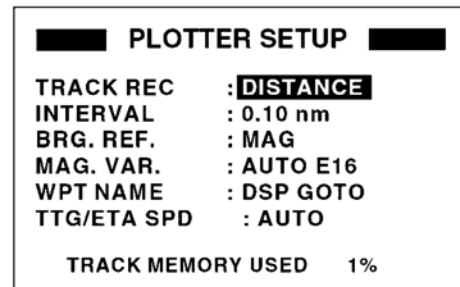 PLOTTER SETUP
TRACK REC : DISTANCE
INTERVAL : 0.10 nm
BRG. REF. : MAG
MAG. VAR. : AUTO E16
WPT NAME : DSP GOTO
TTG/ETA SPD : AUTO
TRACK MEMORY USED 1%